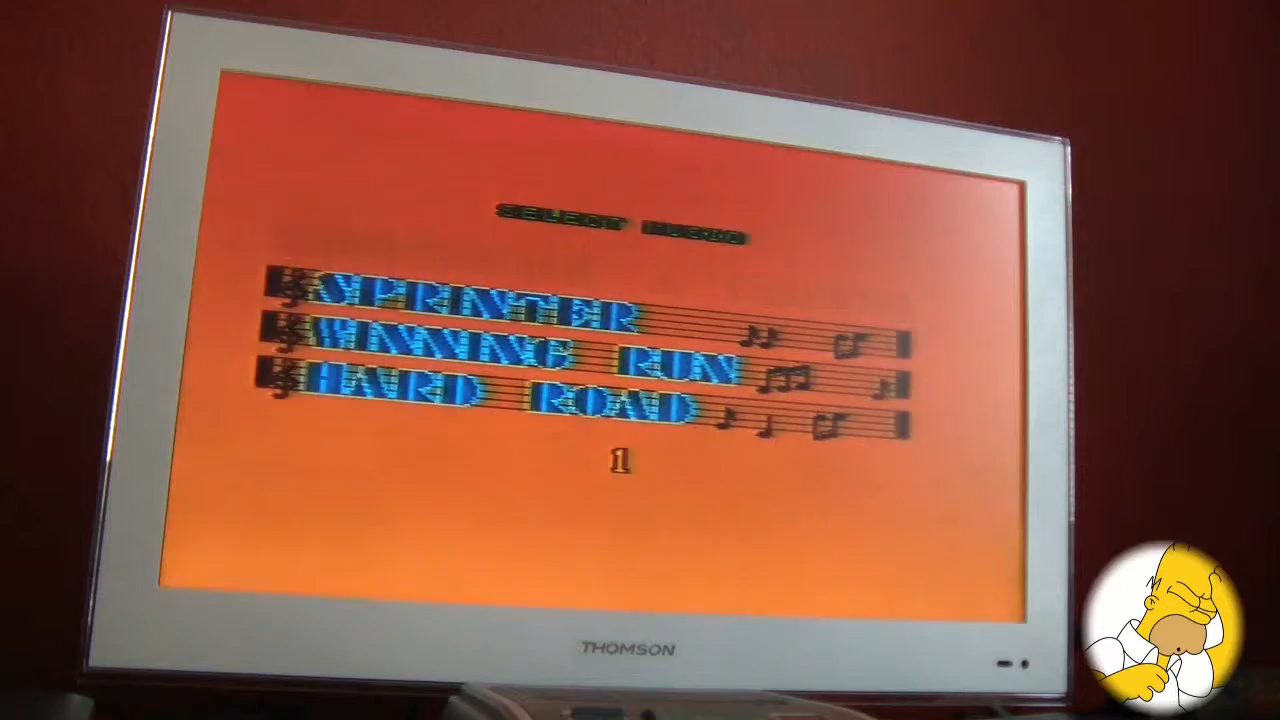 SELECT MUSIC
SPRINTER
WINNING RUN
HARD ROAD
1
THOMSON